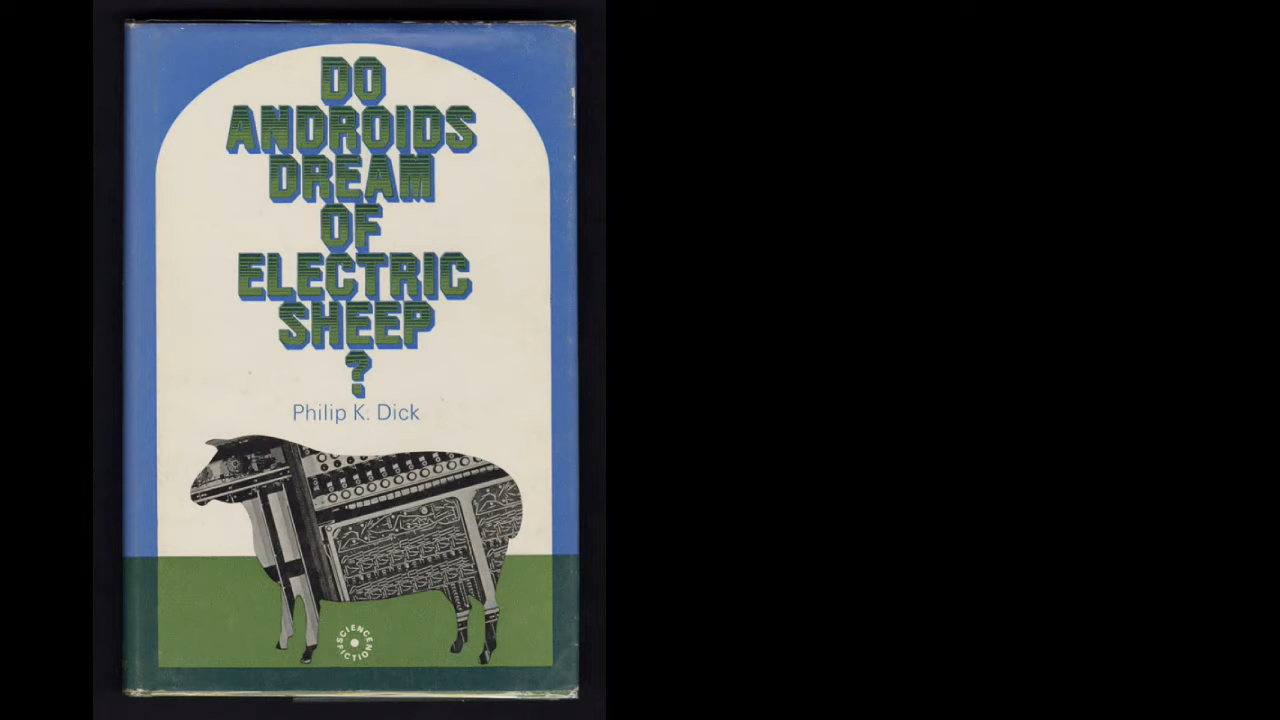 DO
ANDROIDS
DREAM
OF
ELECTRIC
SHEEP
?
Philip K. Dick
SCIENCE FICTION